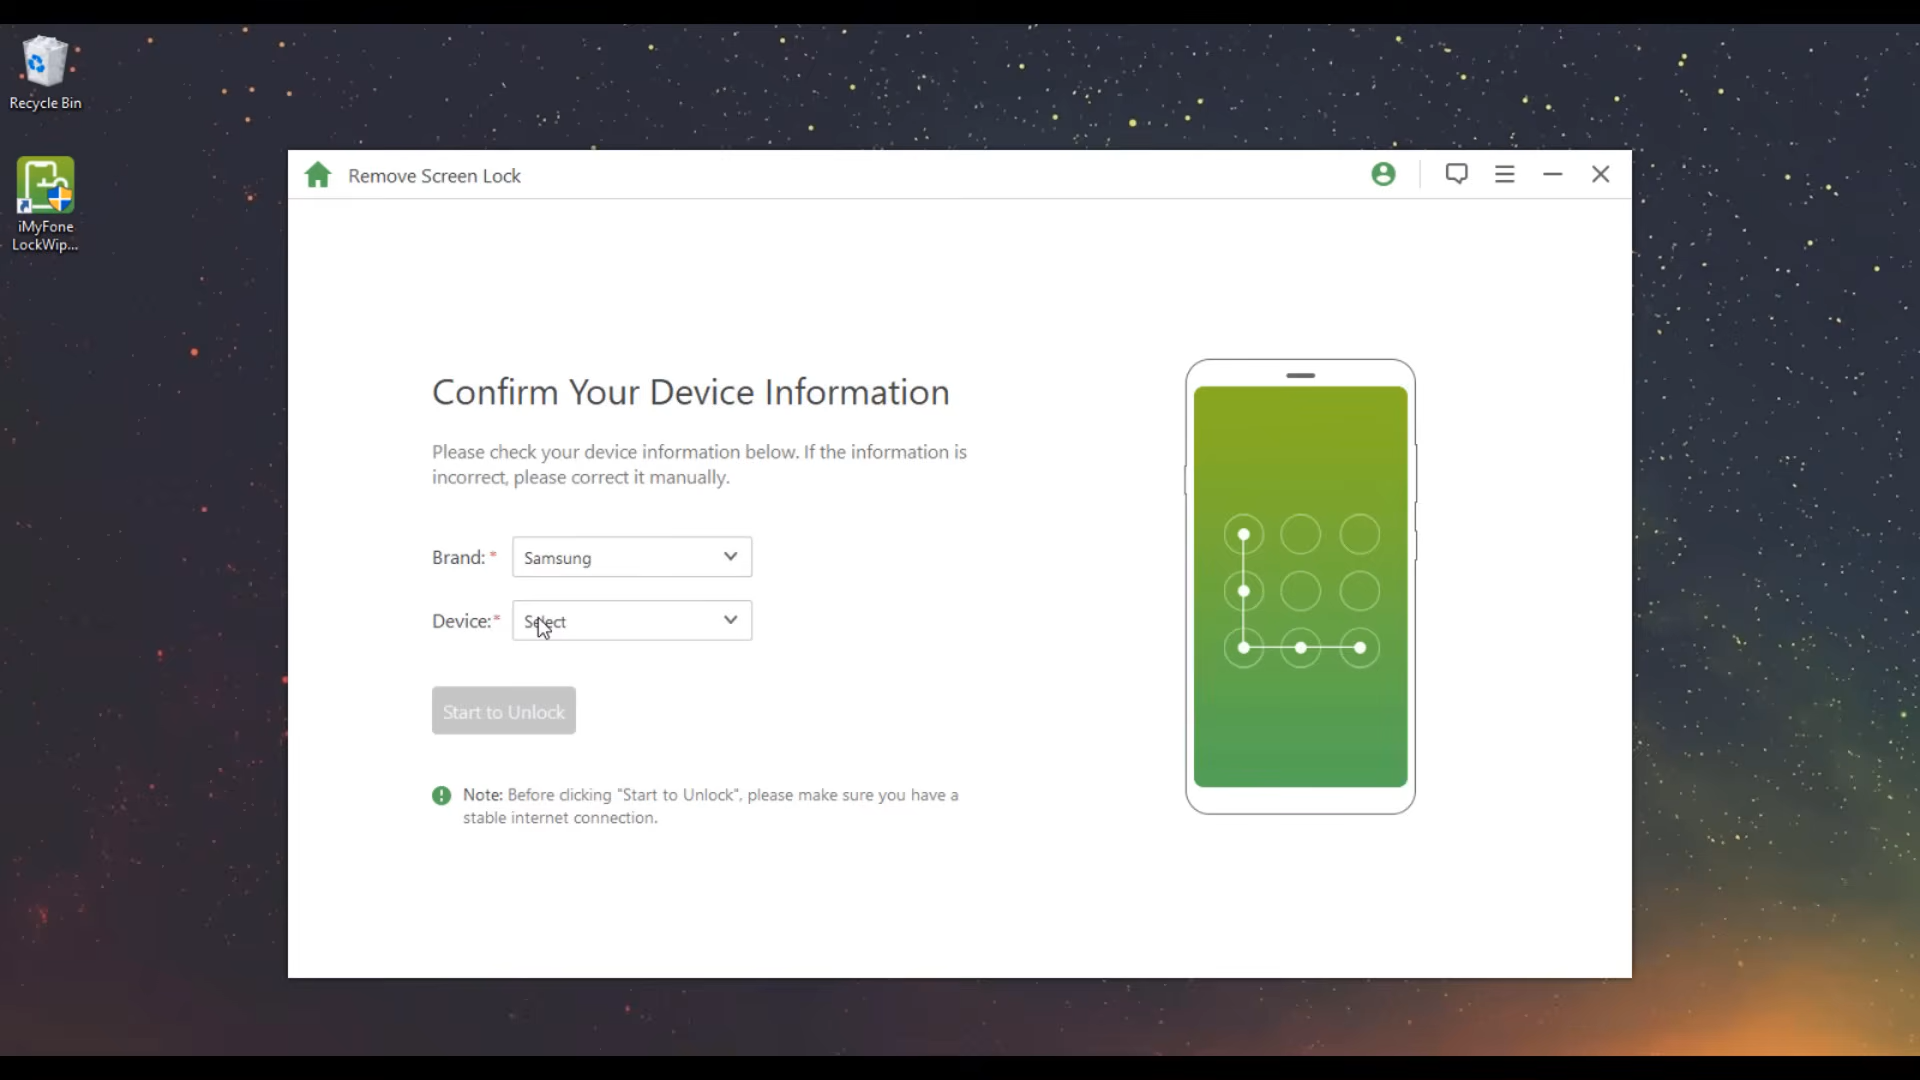 Recycle Bin
iMyFone
LockWip...
Remove Screen Lock
Confirm Your Device Information
Please check your device information below. If the information is
incorrect, please correct it manually.
Brand: * Samsung
Device:* Select
Start to Unlock
Note: Before clicking "Start to Unlock", please make sure you have a
stable internet connection.